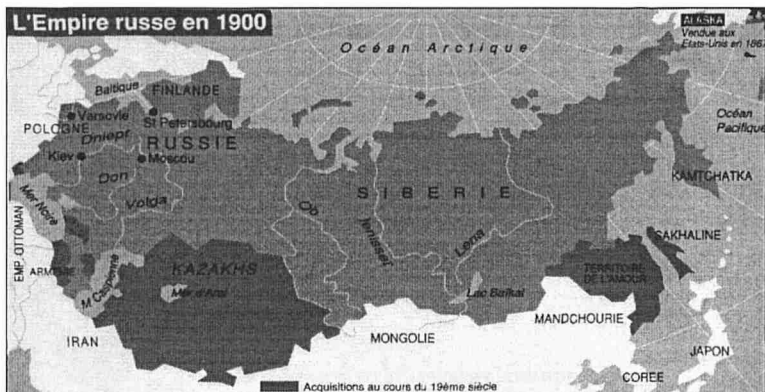 L'Empire russe en 1900
ALASKA
Vendue aux
Etats-Unis en 1867
Océan Arctique
Baltique
FINLANDE
Varsovie
St Petersbourg
Océan
Pacifique
POLOGNE
Dniepr
RUSSIE
Kiev
Moscou
KAMTCHATKA
Don
SIBERIE
Volga
Ob
Ienisseï
Lena
Mer Noire
SAKHALINE
EMP. OTTOMAN
ARMENIE
KAZAKHS
TERRITOIRE
DE L'AMOUR
M Caspienne
Mer d'Aral
Lac Baïkal
MANDCHOURIE
IRAN
MONGOLIE
JAPON
COREE
Acquisitions au cours du 19ème siècle